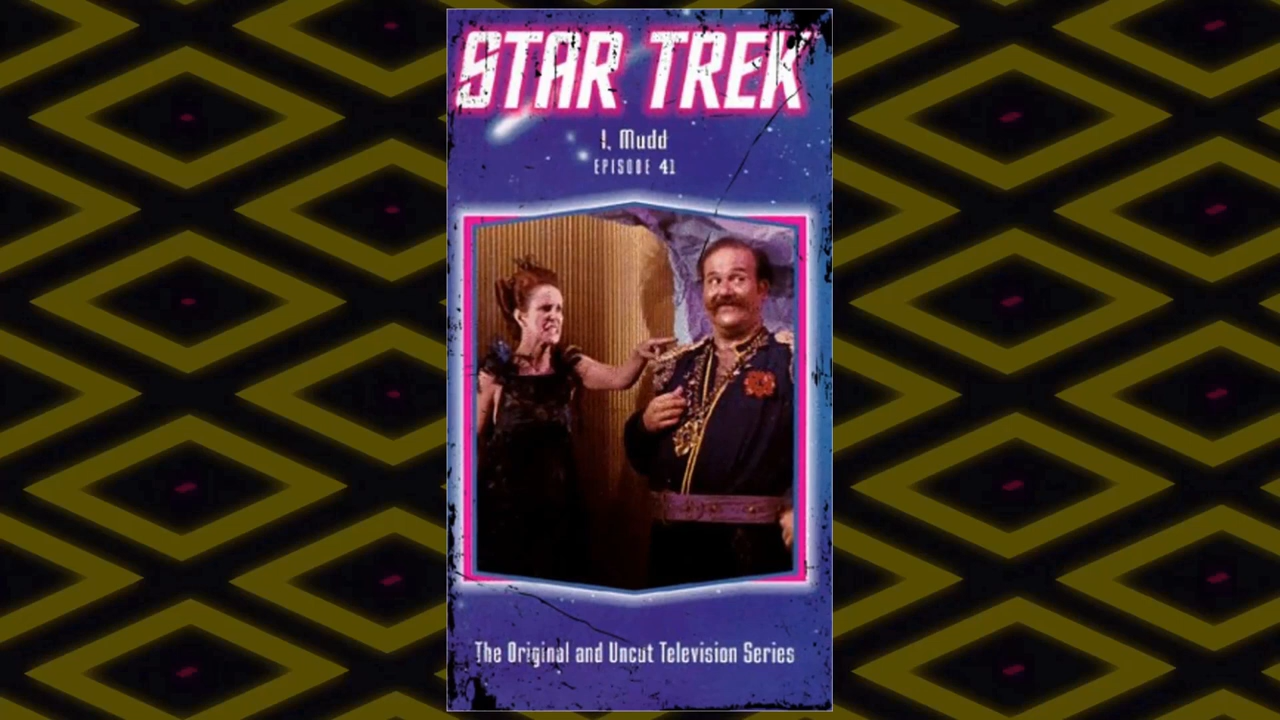 STAR TREK
I, Mudd
EPISODE 41
The Original and Uncut Television Series